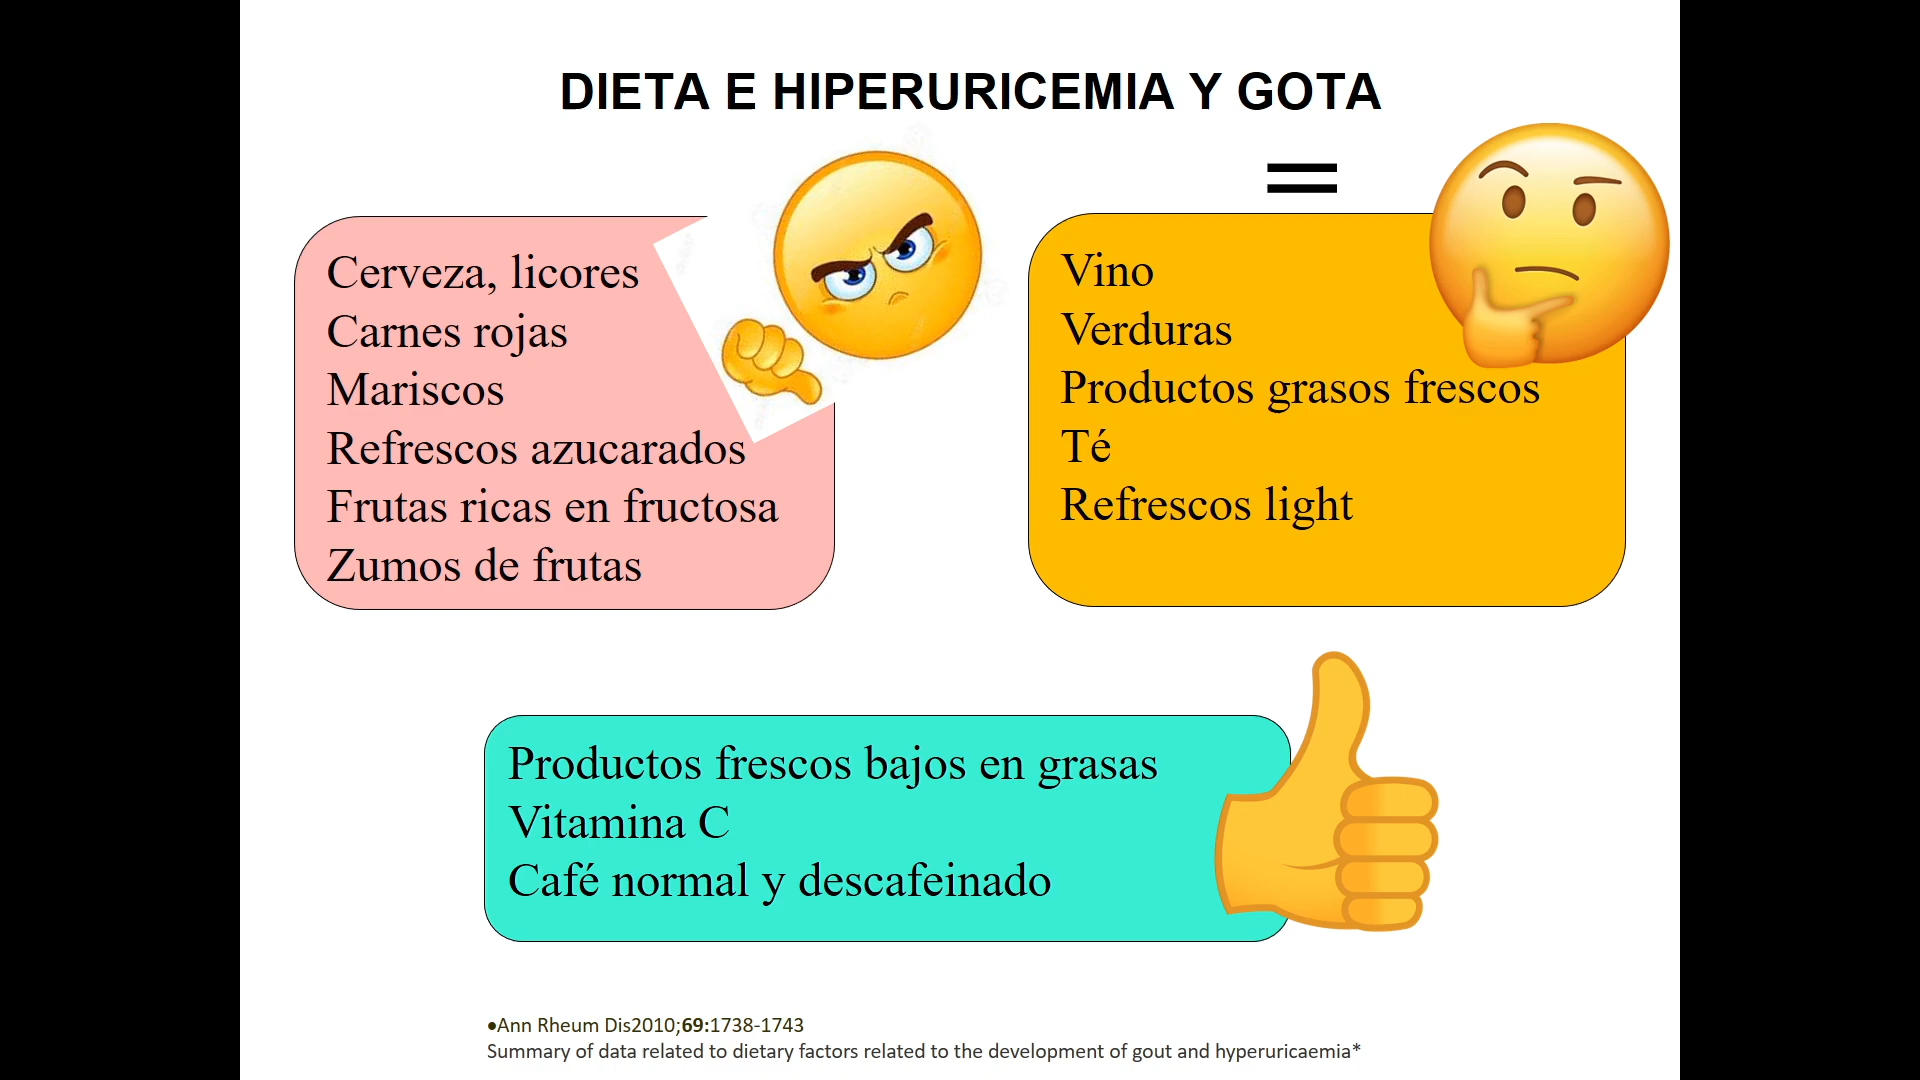 DIETA E HIPERURICEMIA Y GOTA
=
Cerveza, licores
Carnes rojas
Mariscos
Refrescos azucarados
Frutas ricas en fructosa
Zumos de frutas
Vino
Verduras
Productos grasos frescos
Té
Refrescos light
Productos frescos bajos en grasas
Vitamina C
Café normal y descafeinado
●Ann Rheum Dis2010;69:1738-1743
Summary of data related to dietary factors related to the development of gout and hyperuricaemia*